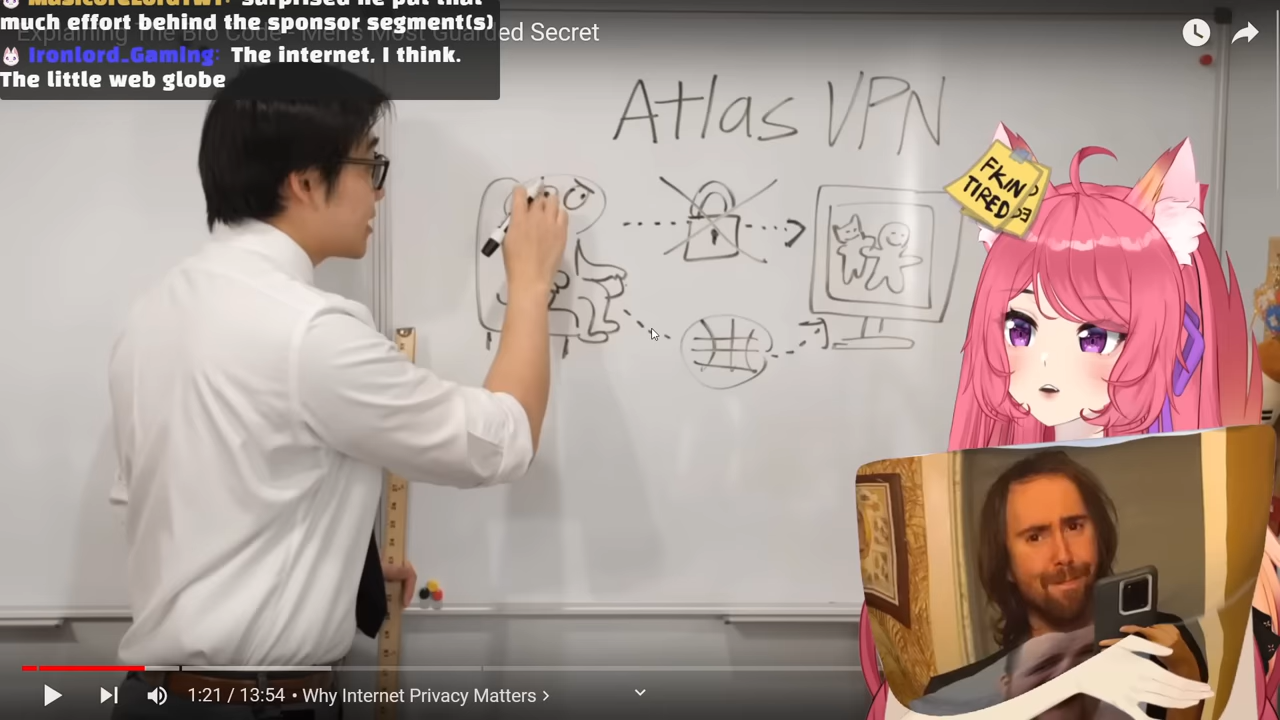 surprised he put that
much effort behind the sponsor segment(s)
Ironlord_Gaming: The internet, I think.
The little web globe
Explaining The Bro Code - Men's Most Guarded Secret
Atlas VPN
FKIN
TIRED
1:21 / 13:54 • Why Internet Privacy Matters